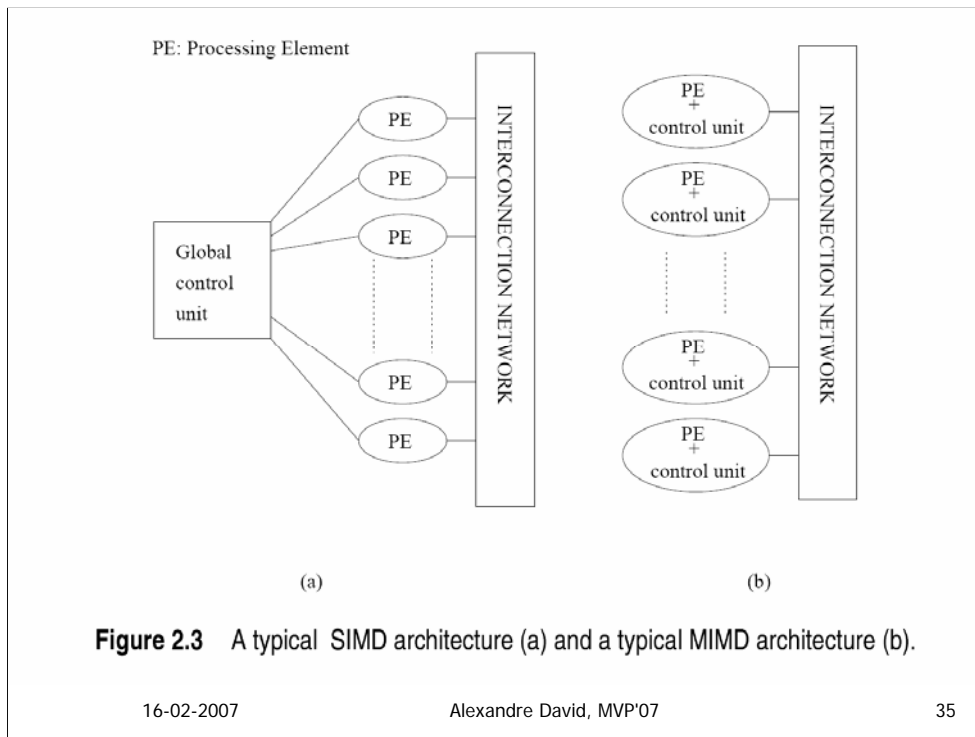 PE: Processing Element
PE
PE
PE
Global
control
unit
PE
PE
INTERCONNECTION NETWORK
(a)
PE
+
control unit
PE
+
control unit
PE
+
control unit
PE
+
control unit
INTERCONNECTION NETWORK
(b)
Figure 2.3 A typical SIMD architecture (a) and a typical MIMD architecture (b).
16-02-2007 Alexandre David, MVP'07 35